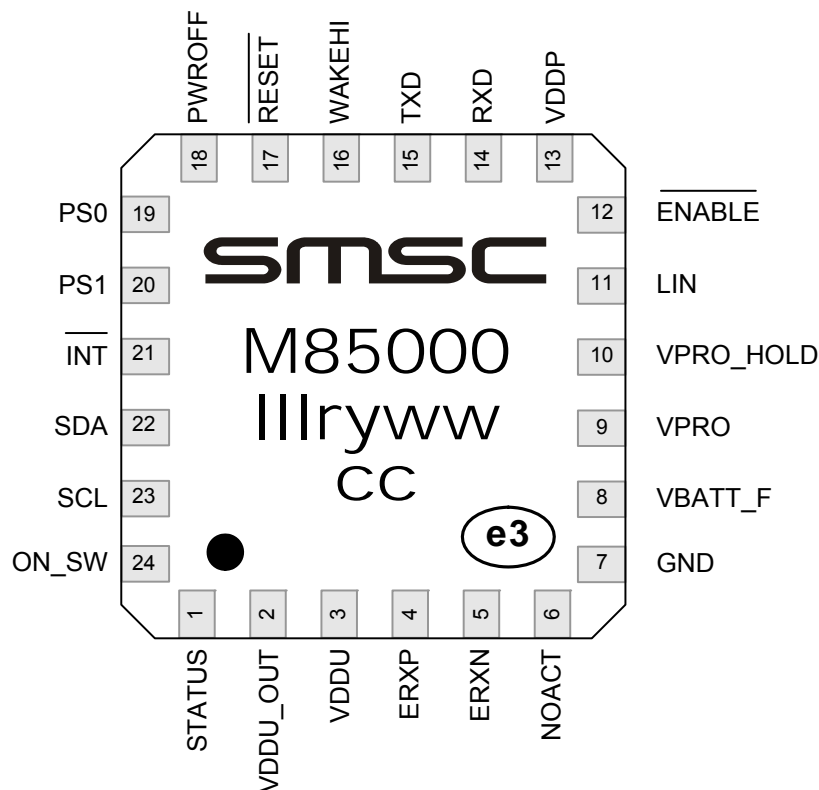 PWROFF
RESET
WAKEHI
TXD
RXD
VDDP
18
17
16
15
14
13
PS0 19
12 ENABLE
smsc
PS1 20
11 LIN
M85000
INT 21
10 VPRO_HOLD
lllryww
SDA 22
9 VPRO
CC
SCL 23
8 VBATT_F
e3
ON_SW 24
7 GND
1
2
3
4
5
6
STATUS
VDDU_OUT
VDDU
ERXP
ERXN
NOACT